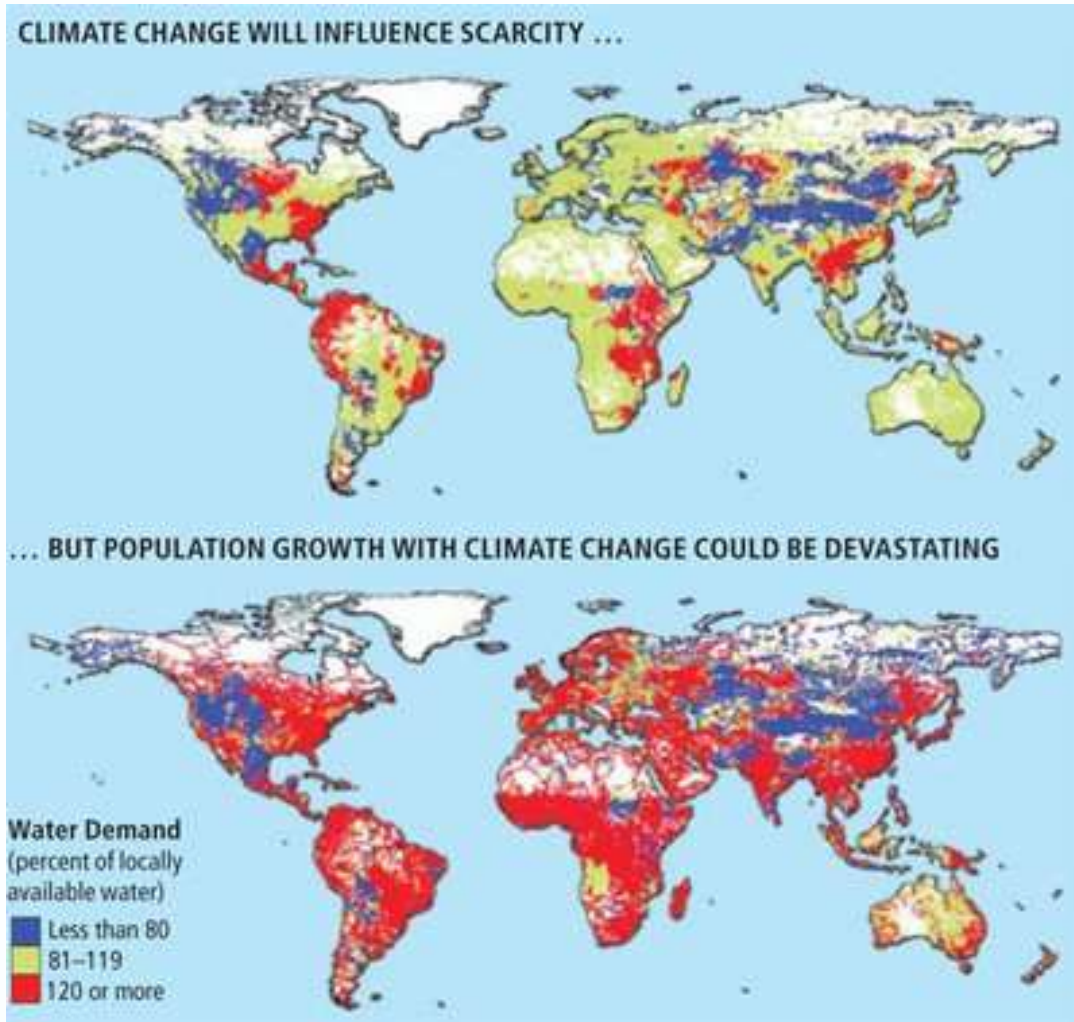 CLIMATE CHANGE WILL INFLUENCE SCARCITY ...
... BUT POPULATION GROWTH WITH CLIMATE CHANGE COULD BE DEVASTATING
Water Demand
(percent of locally
available water)
Less than 80
81–119
120 or more